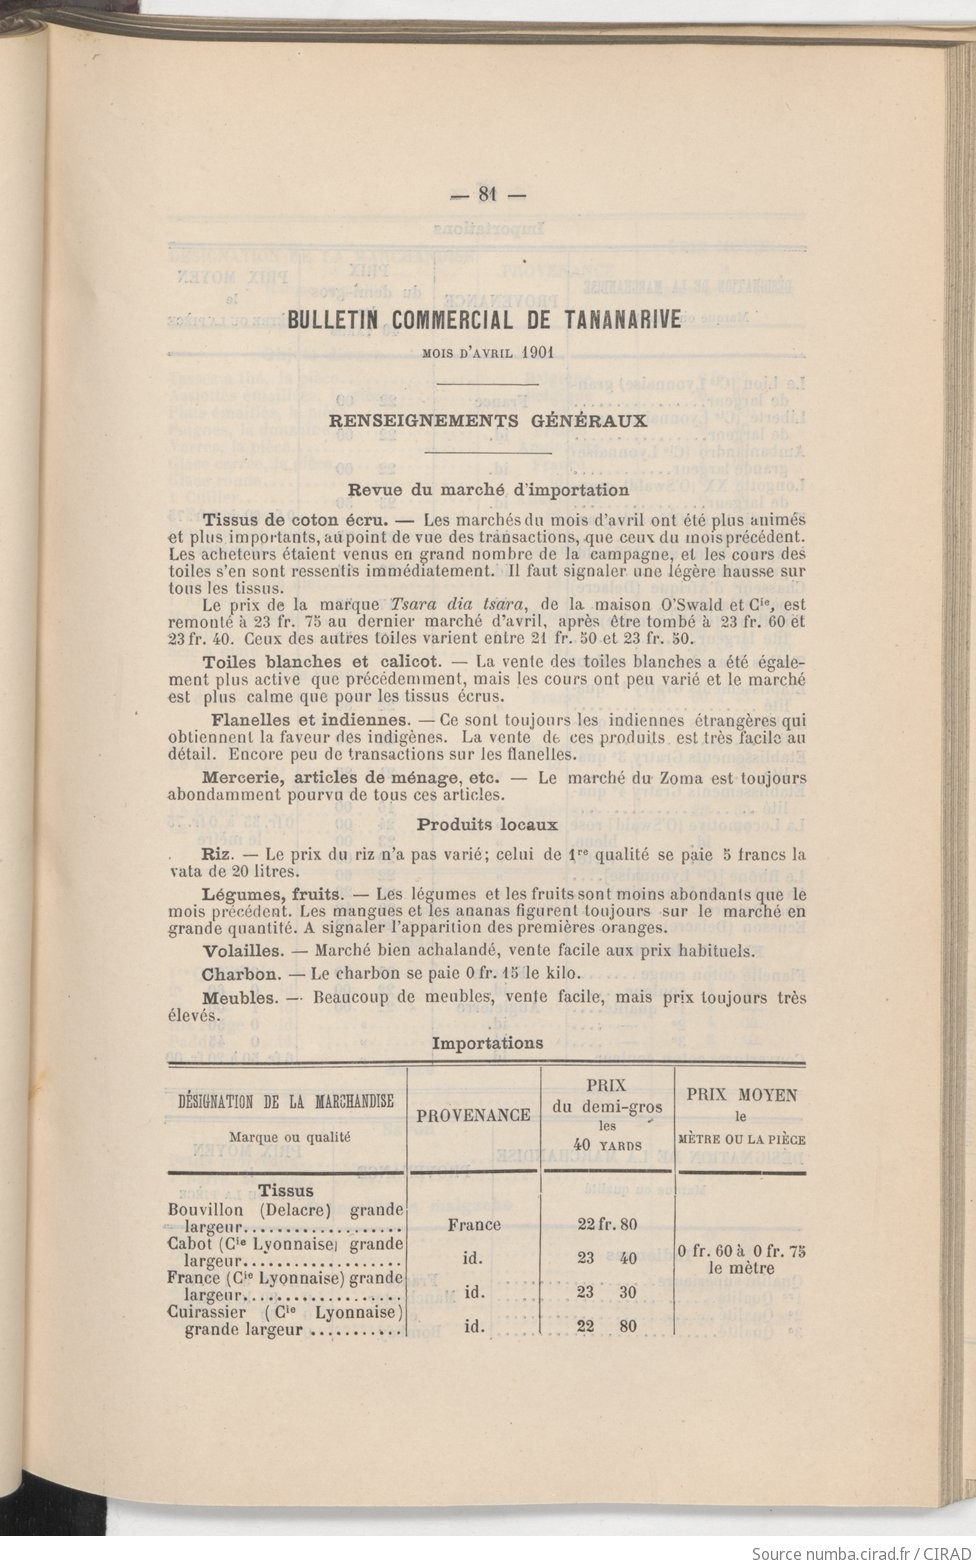 — 81 —
BULLETIN COMMERCIAL DE TANANARIVE
MOIS D'AVRIL 1901
RENSEIGNEMENTS GÉNÉRAUX
Revue du marché d'importation
Tissus de coton écru. — Les marchés du mois d'avril ont été plus animés
et plus importants, au point de vue des transactions, que ceux du mois précédent.
Les acheteurs étaient venus en grand nombre de la campagne, et les cours des
toiles s'en sont ressentis immédiatement. Il faut signaler une légère hausse sur
tous les tissus.
Le prix de la marque Tsara dia tsara, de la maison O'Swald et Cie, est
remonté à 23 fr. 75 au dernier marché d'avril, après être tombé à 23 fr. 60 et
23 fr. 40. Ceux des autres toiles varient entre 21 fr. 50 et 23 fr. 50.
Toiles blanches et calicot. — La vente des toiles blanches a été égale-
ment plus active que précédemment, mais les cours ont peu varié et le marché
est plus calme que pour les tissus écrus.
Flanelles et indiennes. — Ce sont toujours les indiennes étrangères qui
obtiennent la faveur des indigènes. La vente de ces produits est très facile au
détail. Encore peu de transactions sur les flanelles.
Mercerie, articles de ménage, etc. — Le marché du Zoma est toujours
abondamment pourvu de tous ces articles.
Produits locaux
Riz. — Le prix du riz n'a pas varié; celui de 1re qualité se paie 5 francs la
vata de 20 litres.
Légumes, fruits. — Les légumes et les fruits sont moins abondants que le
mois précédent. Les mangues et les ananas figurent toujours sur le marché en
grande quantité. A signaler l'apparition des premières oranges.
Volailles. — Marché bien achalandé, vente facile aux prix habituels.
Charbon. — Le charbon se paie 0 fr. 15 le kilo.
Meubles. — Beaucoup de meubles, vente facile, mais prix toujours très
élevés.
Importations
DÉSIGNATION DE LA MARCHANDISE
Marque ou qualité
PROVENANCE
PRIX
du demi-gros
les
40 YARDS
PRIX MOYEN
le
MÈTRE OU LA PIÈCE
Tissus
Bouvillon (Delacre) grande
largeur................... France 22 fr. 80
Cabot (Cie Lyonnaise) grande
largeur................... id. 23 40
0 fr. 60 à 0 fr. 75
le mètre
France (Cie Lyonnaise) grande
largeur................... id. 23 30
Cuirassier (Cie Lyonnaise)
grande largeur ........... id. 22 80
Source numba.cirad.fr / CIRAD